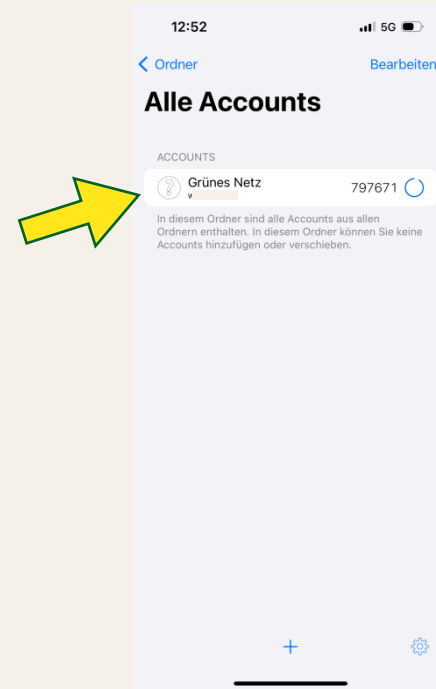 12:52
5G
Ordner
Bearbeiten
Alle Accounts
ACCOUNTS
Grünes Netz
797671
In diesem Ordner sind alle Accounts aus allen
Ordnern enthalten. In diesem Ordner können Sie keine
Accounts hinzufügen oder verschieben.